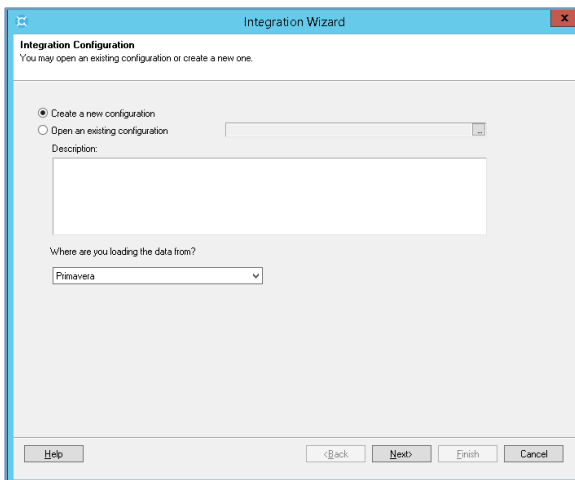 Integration Wizard
x
Integration Configuration
You may open an existing configuration or create a new one.
Create a new configuration
Open an existing configuration
...
Description:
Where are you loading the data from?
Primavera
Help
<Back
Next>
Finish
Cancel